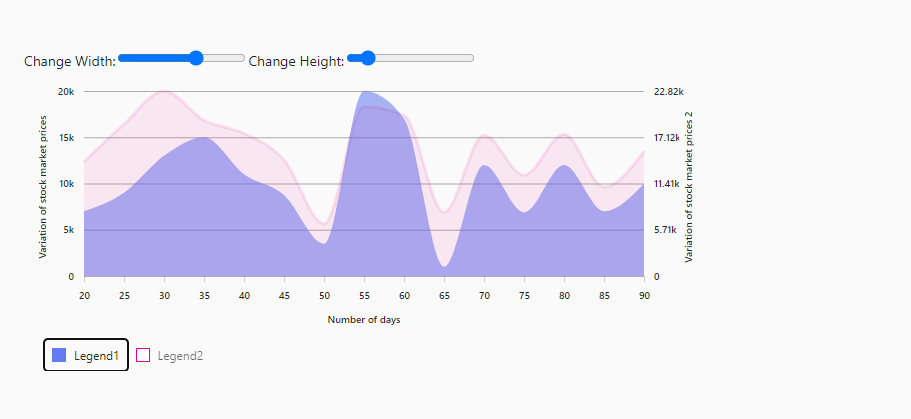 Change Width: Change Height:
20k 22.82k
15k 17.12k
10k 11.41k
5k 5.71k
0 0
Variation of stock market prices
Variation of stock market prices 2
20 25 30 35 40 45 50 55 60 65 70 75 80 85 90
Number of days
Legend1 Legend2